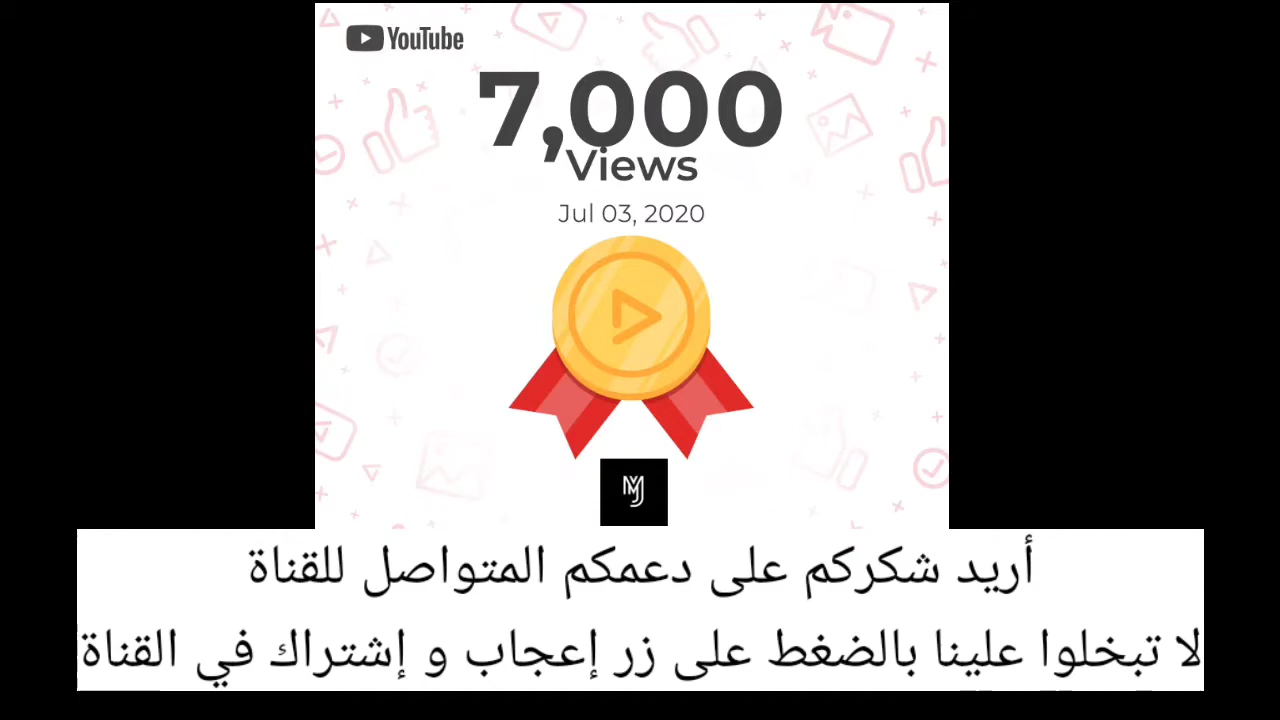 YouTube
7,000
Views
Jul 03, 2020
MJ
أريد شكركم على دعمكم المتواصل للقناة
لا تبخلوا علينا بالضغط على زر إعجاب و إشتراك في القناة